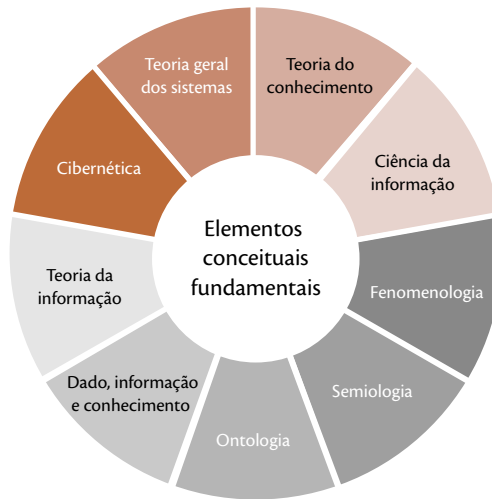 Teoria geral
dos sistemas
Teoria do
conhecimento
Ciência da
informação
Fenomenologia
Semiologia
Ontologia
Dado, informação
e conhecimento
Teoria da
informação
Cibernética
Elementos
conceituais
fundamentais